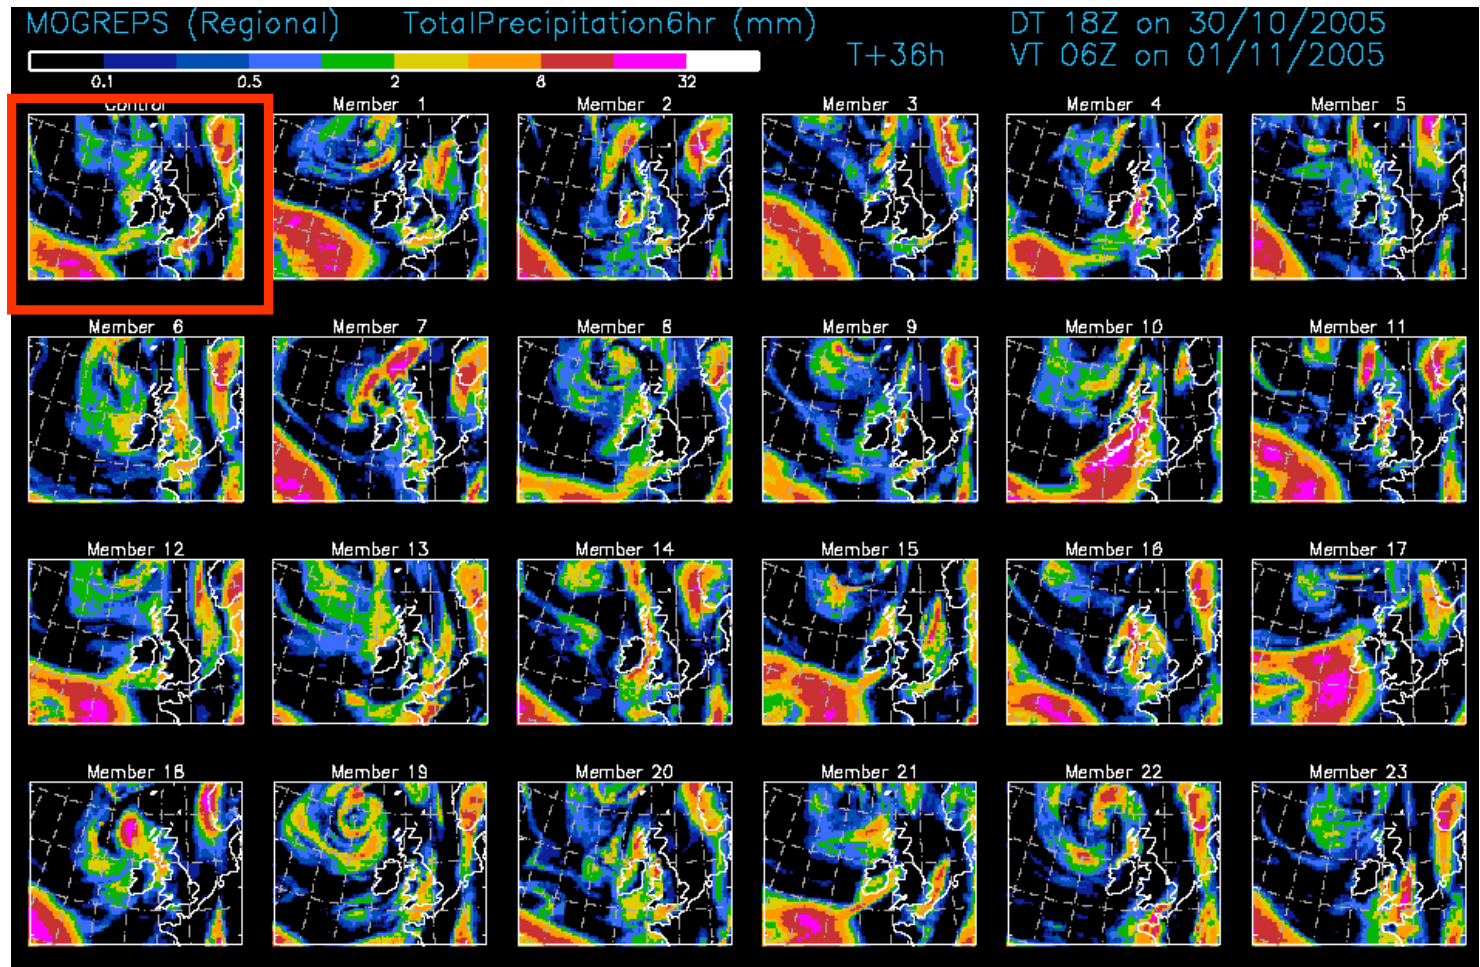 MOGREPS (Regional) TotalPrecipitation6hr (mm) DT 18Z on 30/10/2005
T+36h VT 06Z on 01/11/2005
0.1 0.5 2 8 32
Control Member 1 Member 2 Member 3 Member 4 Member 5
Member 6 Member 7 Member 8 Member 9 Member 10 Member 11
Member 12 Member 13 Member 14 Member 15 Member 16 Member 17
Member 18 Member 19 Member 20 Member 21 Member 22 Member 23